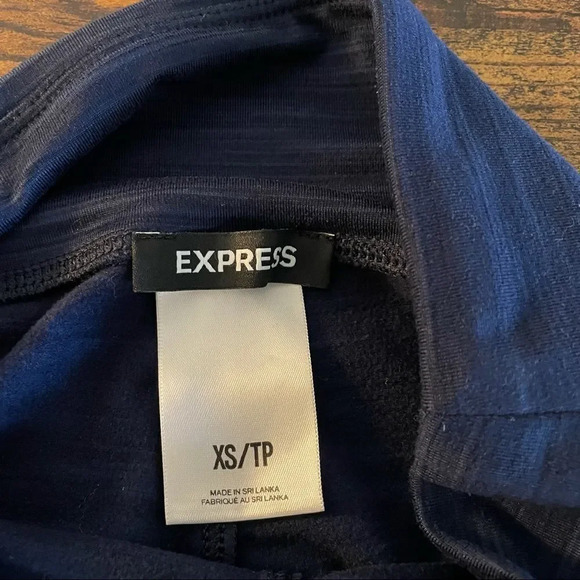 EXPRESS
XS/TP
MADE IN SRI LANKA
FABRIQUÉ AU SRI LANKA